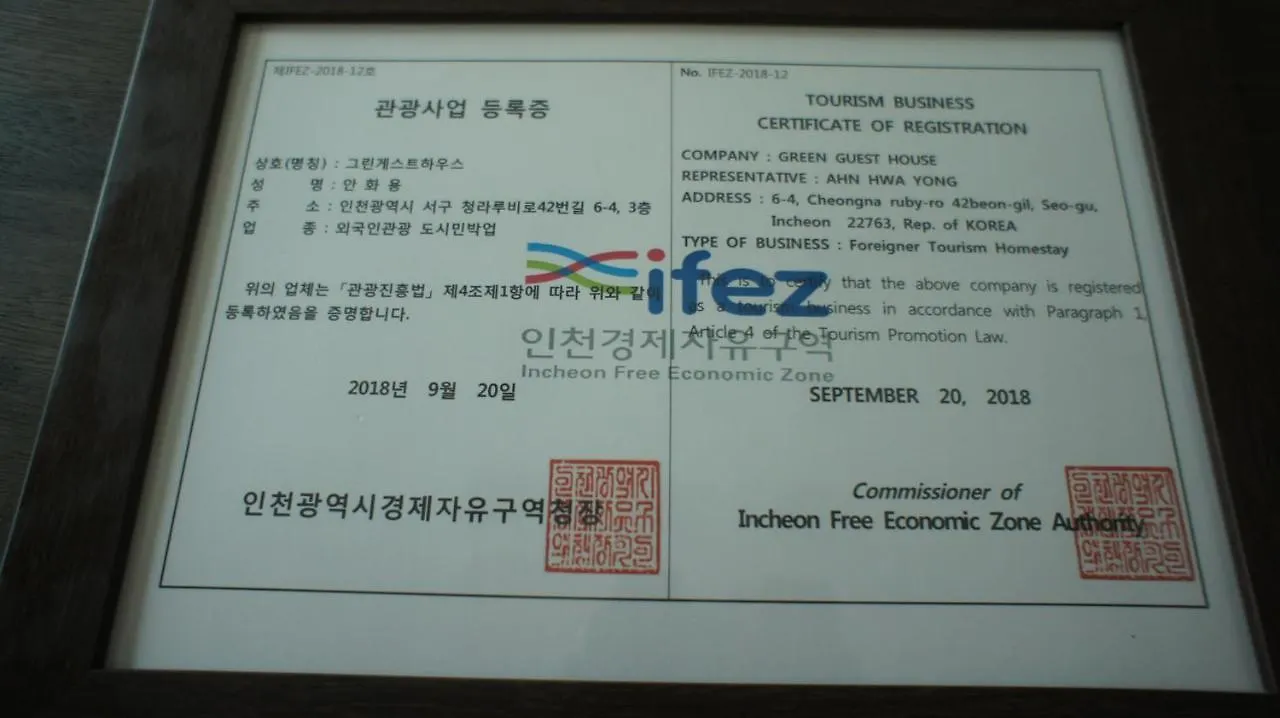 제IFEZ-2018-12호
관광사업 등록증
상호(명칭) : 그린게스트하우스
성 명 : 안 화 용
주 소 : 인천광역시 서구 청라루비로42번길 6-4, 3층
업 종 : 외국인관광 도시민박업
위의 업체는 「관광진흥법」 제4조제1항에 따라 위와 같이
등록하였음을 증명합니다.
2018년 9월 20일
인천광역시경제자유구역청장
No. IFEZ-2018-12
TOURISM BUSINESS
CERTIFICATE OF REGISTRATION
COMPANY : GREEN GUEST HOUSE
REPRESENTATIVE : AHN HWA YONG
ADDRESS : 6-4, Cheongna ruby-ro 42beon-gil, Seo-gu,
Incheon 22763, Rep. of KOREA
TYPE OF BUSINESS : Foreigner Tourism Homestay
This is to certify that the above company is registered
as a tourism business in accordance with Paragraph 1,
Article 4 of the Tourism Promotion Law.
SEPTEMBER 20, 2018
Commissioner of
Incheon Free Economic Zone Authority
ifez
인천경제자유구역
Incheon Free Economic Zone